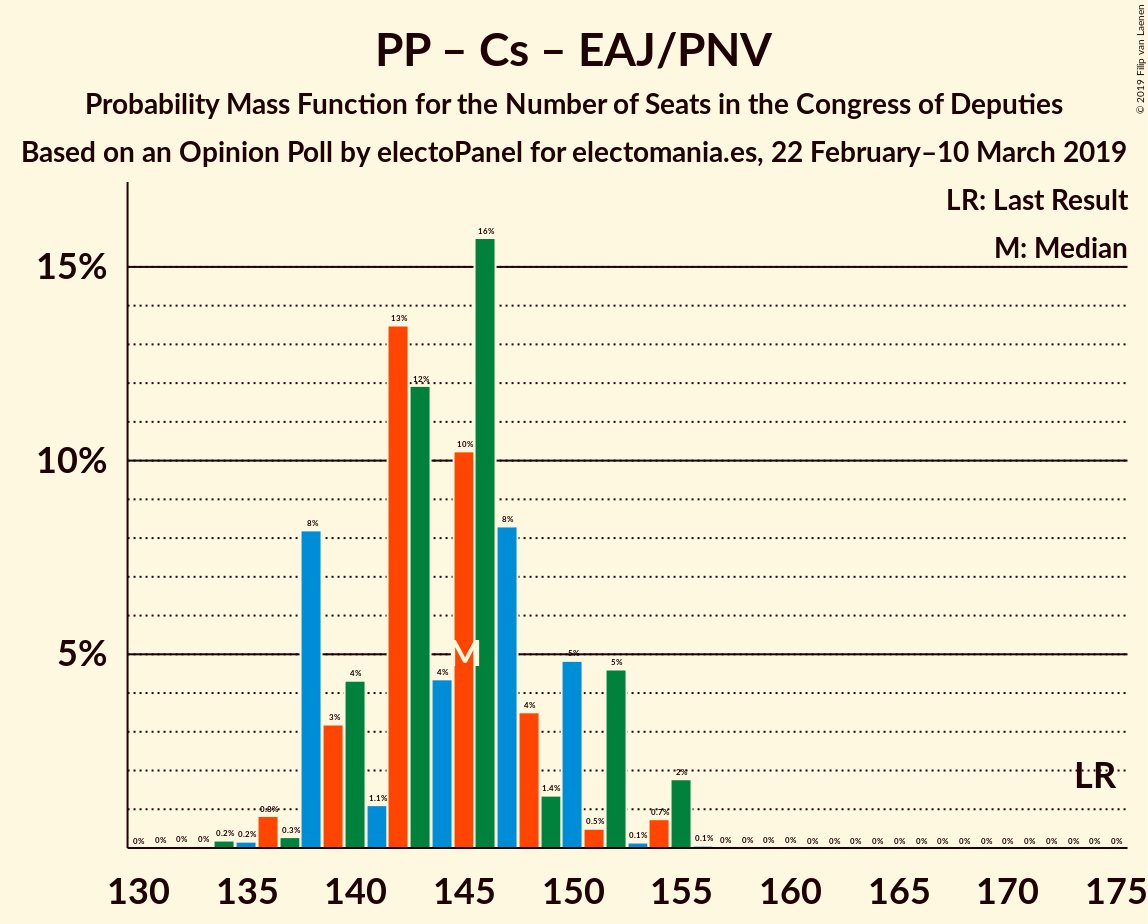 PP – Cs – EAJ/PNV
Probability Mass Function for the Number of Seats in the Congress of Deputies
Based on an Opinion Poll by electoPanel for electomania.es, 22 February–10 March 2019
© 2019 Filip van Laenen
LR: Last Result
M: Median
15%
10%
5%
0% 0% 0% 0% 0.2% 0.2% 0.8% 0.3% 8% 3% 4% 1.1% 13% 12% 4% 10% 16% 8% 4% 1.4% 5% 0.5% 5% 0.1% 0.7% 2% 0.1% 0% 0% 0% 0% 0% 0% 0% 0% 0% 0% 0% 0% 0% 0% 0% 0% 0% 0% 0%
M
LR
130 135 140 145 150 155 160 165 170 175